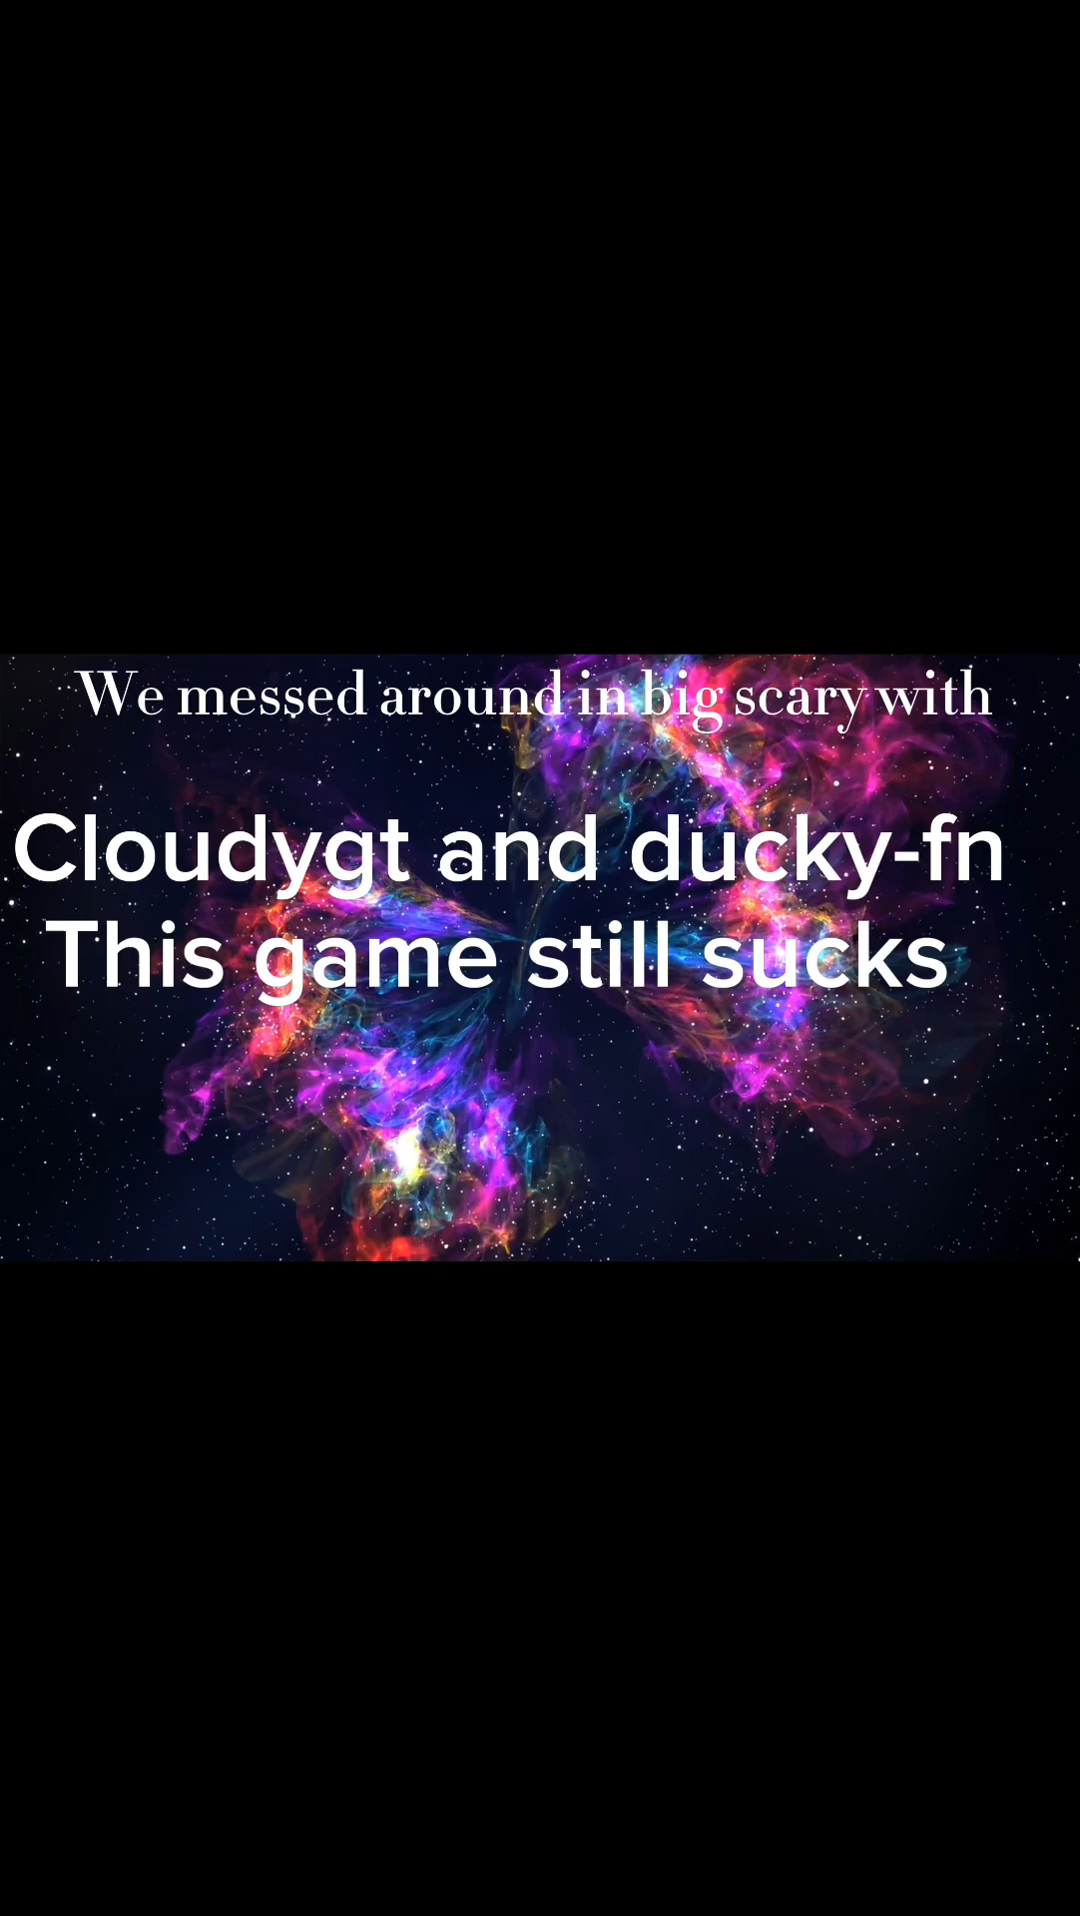 We messed around in big scary with
Cloudygt and ducky-fn
This game still sucks